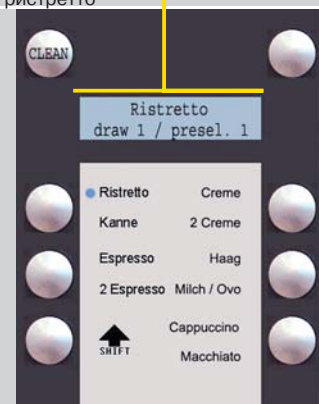 ристретто
CLEAN
Ristretto
draw 1 / presel. 1
Ristretto Creme
Kanne 2 Creme
Espresso Haag
2 Espresso Milch / Ovo
Cappuccino
SHIFT
Macchiato